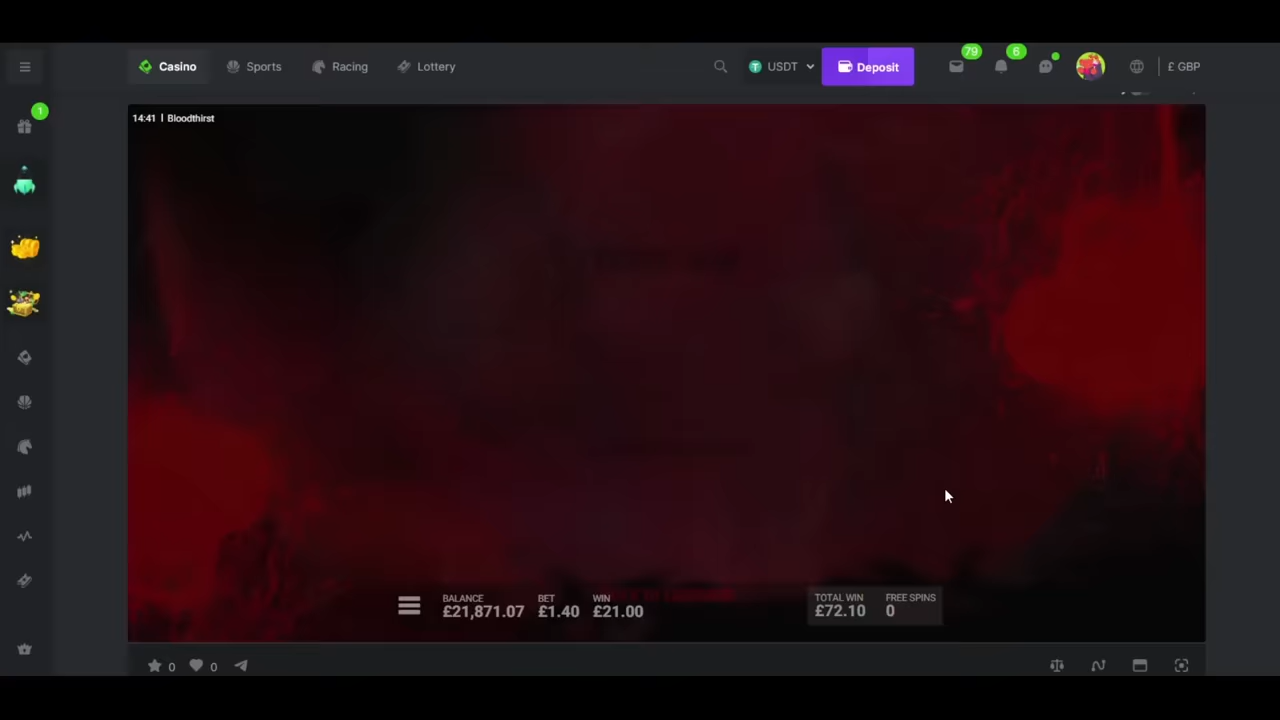 79
6
Casino
Sports
Racing
Lottery
USDT
Deposit
£ GBP
1
14:41 | Bloodthirst
BALANCE
£21,871.07
BET
£1.40
WIN
£21.00
TOTAL WIN
£72.10
FREE SPINS
0
0
0